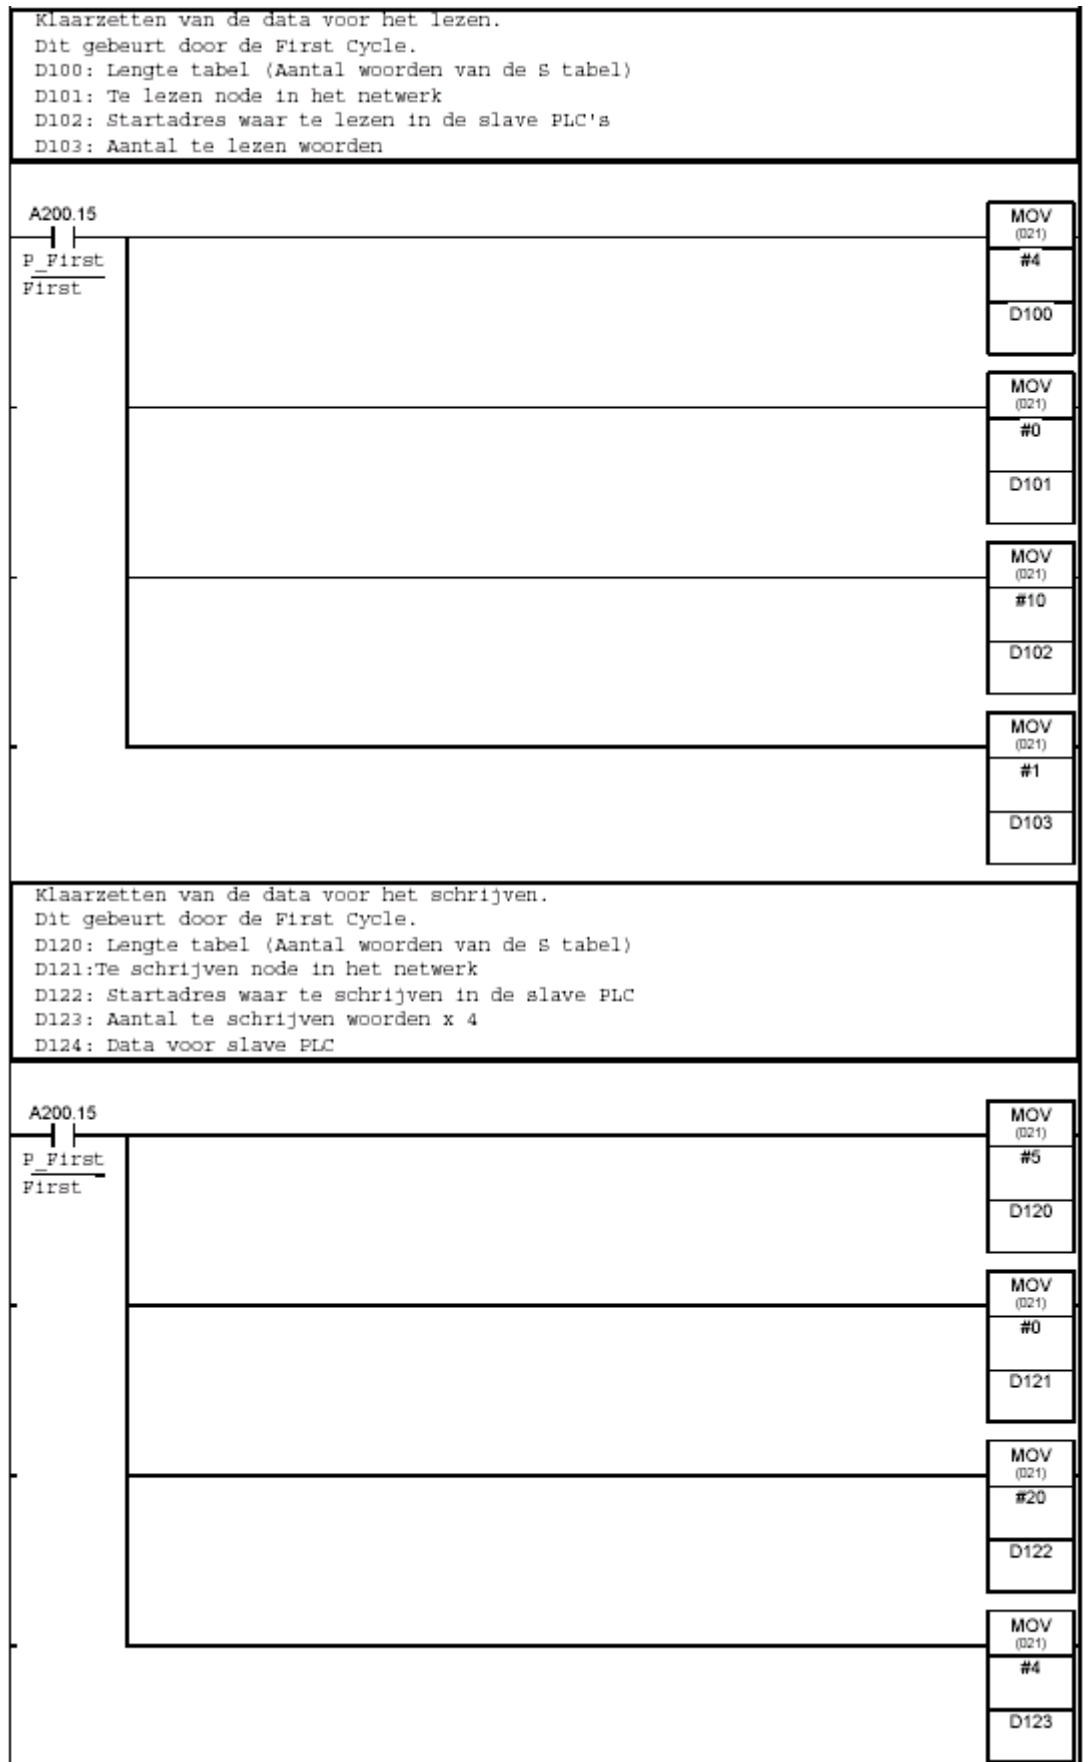 Klaarzetten van de data voor het lezen.
Dit gebeurt door de First Cycle.
D100: Lengte tabel (Aantal woorden van de S tabel)
D101: Te lezen node in het netwerk
D102: Startadres waar te lezen in de slave PLC's
D103: Aantal te lezen woorden
A200.15
P_First
First
MOV
(021)
#4
D100
MOV
(021)
#0
D101
MOV
(021)
#10
D102
MOV
(021)
#1
D103
Klaarzetten van de data voor het schrijven.
Dit gebeurt door de First Cycle.
D120: Lengte tabel (Aantal woorden van de S tabel)
D121:Te schrijven node in het netwerk
D122: Startadres waar te schrijven in de slave PLC
D123: Aantal te schrijven woorden x 4
D124: Data voor slave PLC
A200.15
P_First
First
MOV
(021)
#5
D120
MOV
(021)
#0
D121
MOV
(021)
#20
D122
MOV
(021)
#4
D123